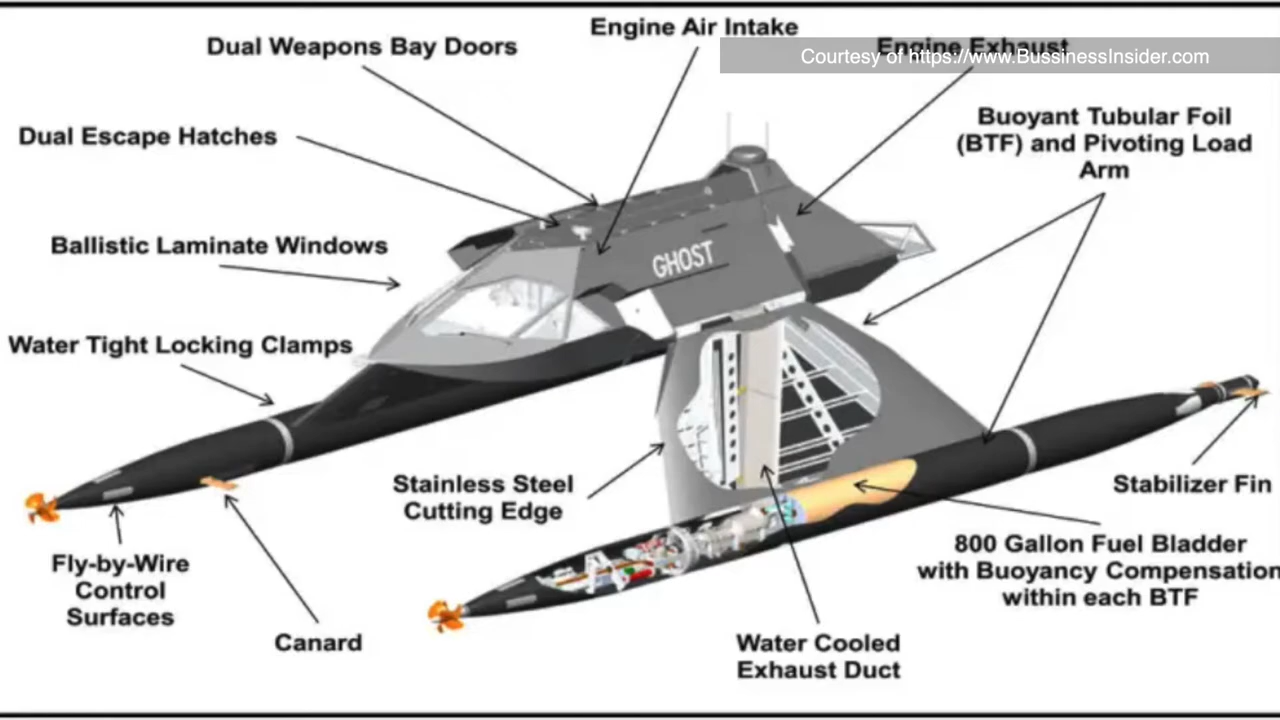 Engine Air Intake
Dual Weapons Bay Doors
Engine Exhaust
Courtesy of https://www.BussinessInsider.com
Dual Escape Hatches
Buoyant Tubular Foil
(BTF) and Pivoting Load
Arm
Ballistic Laminate Windows
GHOST
Water Tight Locking Clamps
Stainless Steel
Cutting Edge
Stabilizer Fin
Fly-by-Wire
Control
Surfaces
Canard
800 Gallon Fuel Bladder
with Buoyancy Compensation
within each BTF
Water Cooled
Exhaust Duct